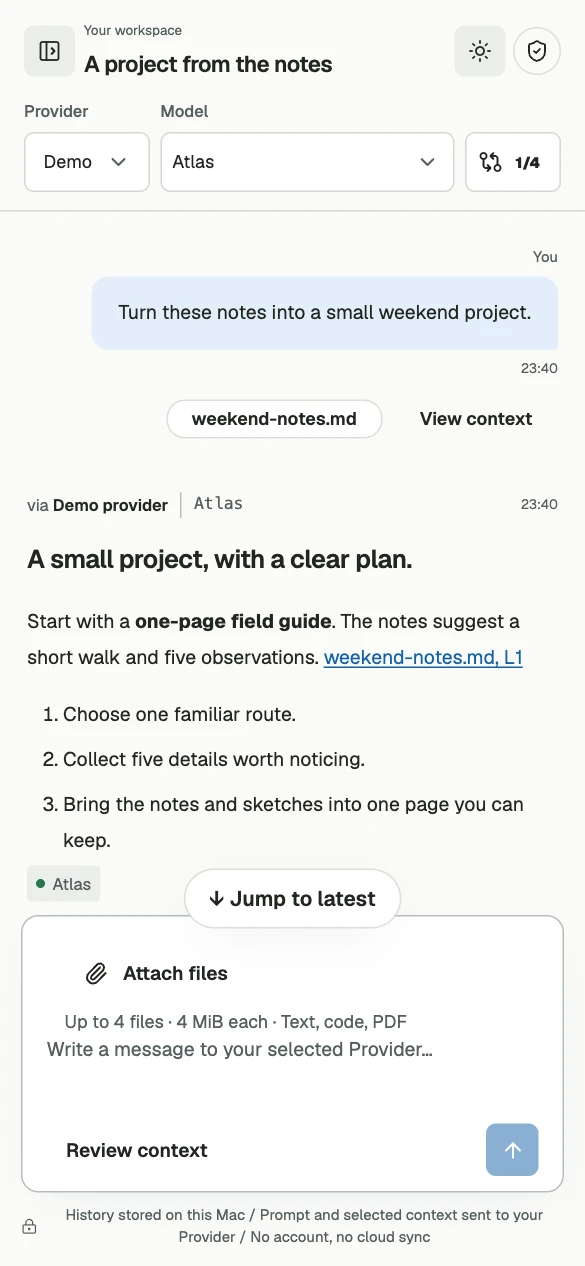 Your workspace
A project from the notes
Provider
Model
Demo
Atlas
1/4
You
Turn these notes into a small weekend project.
23:40
weekend-notes.md
View context
via Demo provider
Atlas
23:40
A small project, with a clear plan.
Start with a one-page field guide. The notes suggest a
short walk and five observations. weekend-notes.md, L1
1. Choose one familiar route.
2. Collect five details worth noticing.
3. Bring the notes and sketches into one page you can
keep.
Atlas
↓ Jump to latest
Attach files
Up to 4 files · 4 MiB each · Text, code, PDF
Write a message to your selected Provider…
Review context
History stored on this Mac / Prompt and selected context sent to your
Provider / No account, no cloud sync